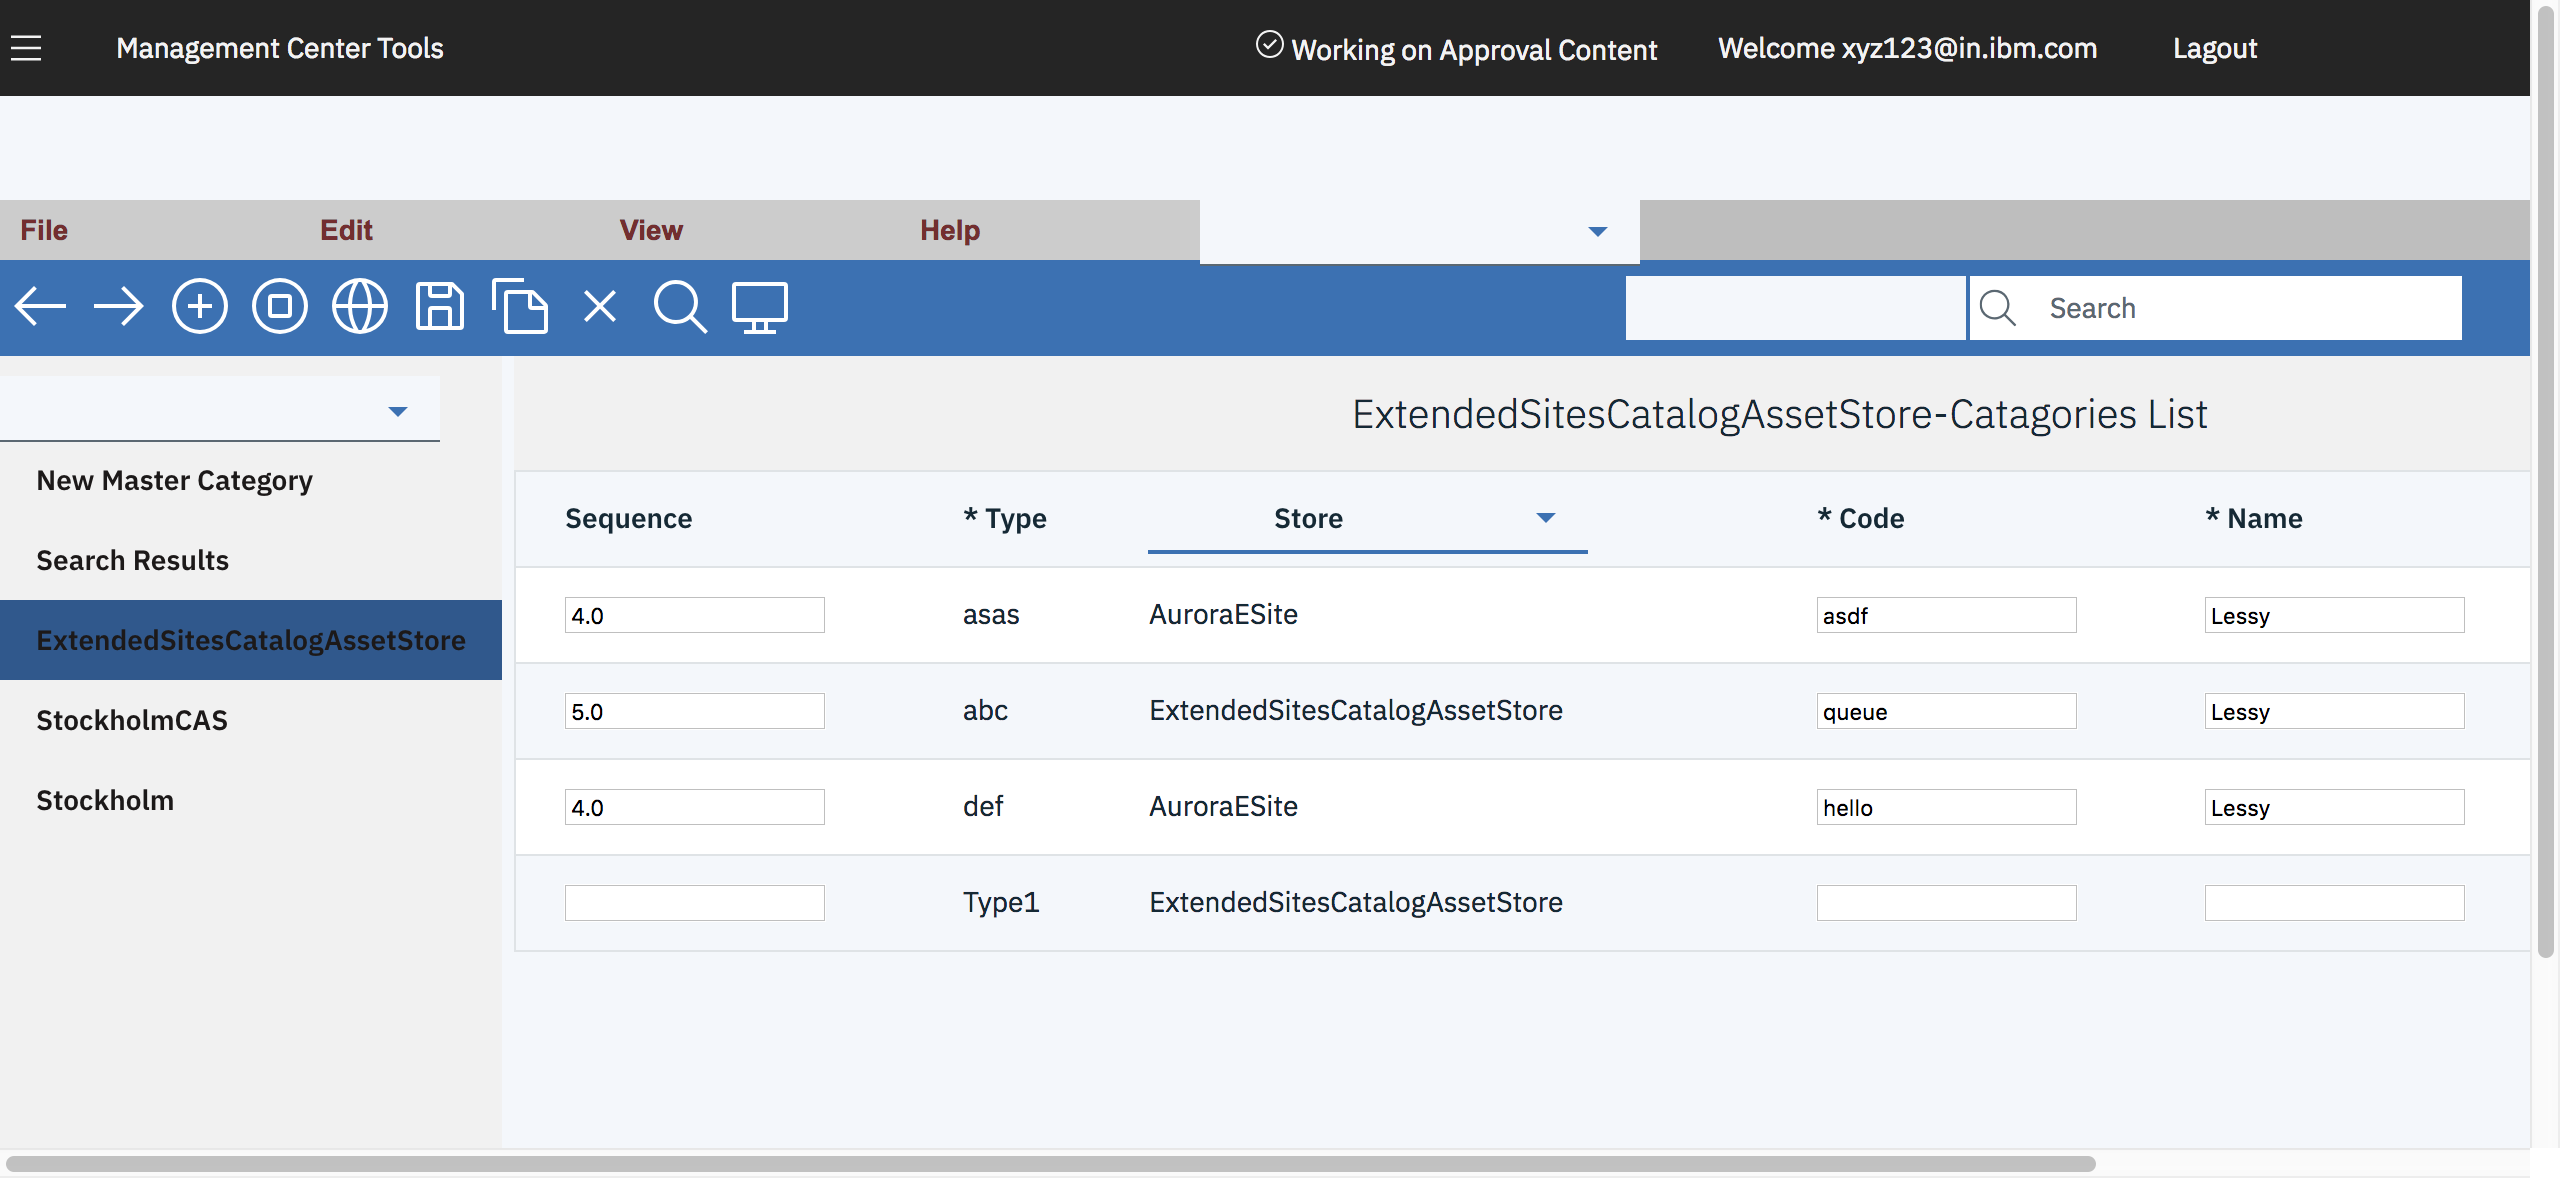 Management Center Tools
Working on Approval Content
Welcome xyz123@in.ibm.com
Lagout
File Edit View Help
Search
New Master Category
Search Results
ExtendedSitesCatalogAssetStore
StockholmCAS
Stockholm
ExtendedSitesCatalogAssetStore-Catagories List
Sequence * Type Store * Code * Name
4.0 asas AuroraESite asdf Lessy
5.0 abc ExtendedSitesCatalogAssetStore queue Lessy
4.0 def AuroraESite hello Lessy
Type1 ExtendedSitesCatalogAssetStore